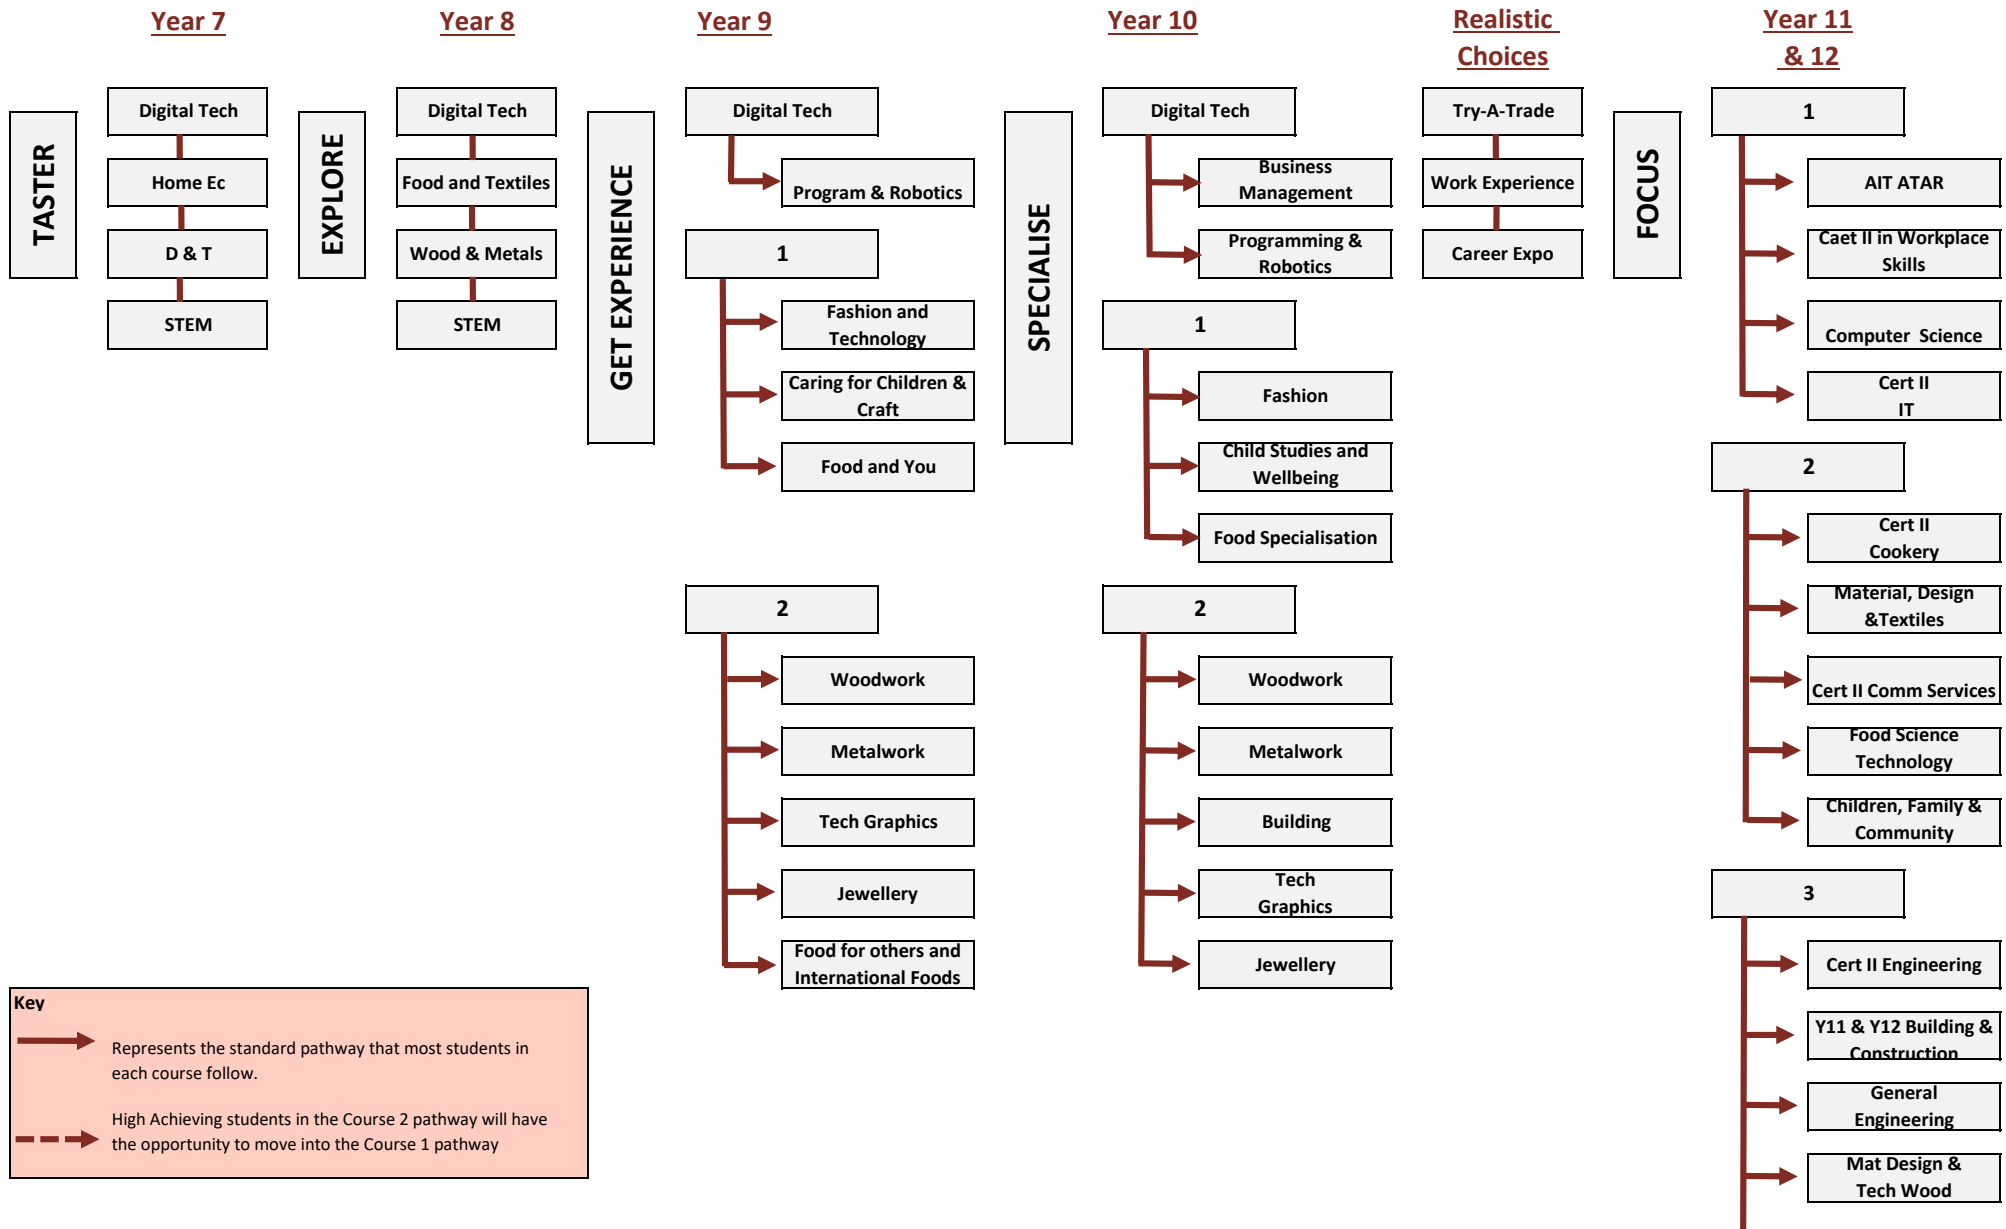 Year 7
Year 8
Year 9
Year 10
Realistic
Choices
Year 11
& 12
TASTER
Digital Tech
Home Ec
D & T
STEM
EXPLORE
Digital Tech
Food and Textiles
Wood & Metals
STEM
GET EXPERIENCE
Digital Tech
Program & Robotics
1
Fashion and
Technology
Caring for Children &
Craft
Food and You
2
Woodwork
Metalwork
Tech Graphics
Jewellery
Food for others and
International Foods
SPECIALISE
Digital Tech
Business
Management
Programming &
Robotics
1
Fashion
Child Studies and
Wellbeing
Food Specialisation
2
Woodwork
Metalwork
Building
Tech
Graphics
Jewellery
Try-A-Trade
Work Experience
Career Expo
FOCUS
1
AIT ATAR
Caet II in Workplace
Skills
Computer  Science
Cert II
IT
2
Cert II
Cookery
Material, Design
&Textiles
Cert II Comm Services
Food Science
Technology
Children, Family &
Community
3
Cert II Engineering
Y11 & Y12 Building &
Construction
General
Engineering
Mat Design &
Tech Wood
Key
Represents the standard pathway that most students in
each course follow.
High Achieving students in the Course 2 pathway will have
the opportunity to move into the Course 1 pathway